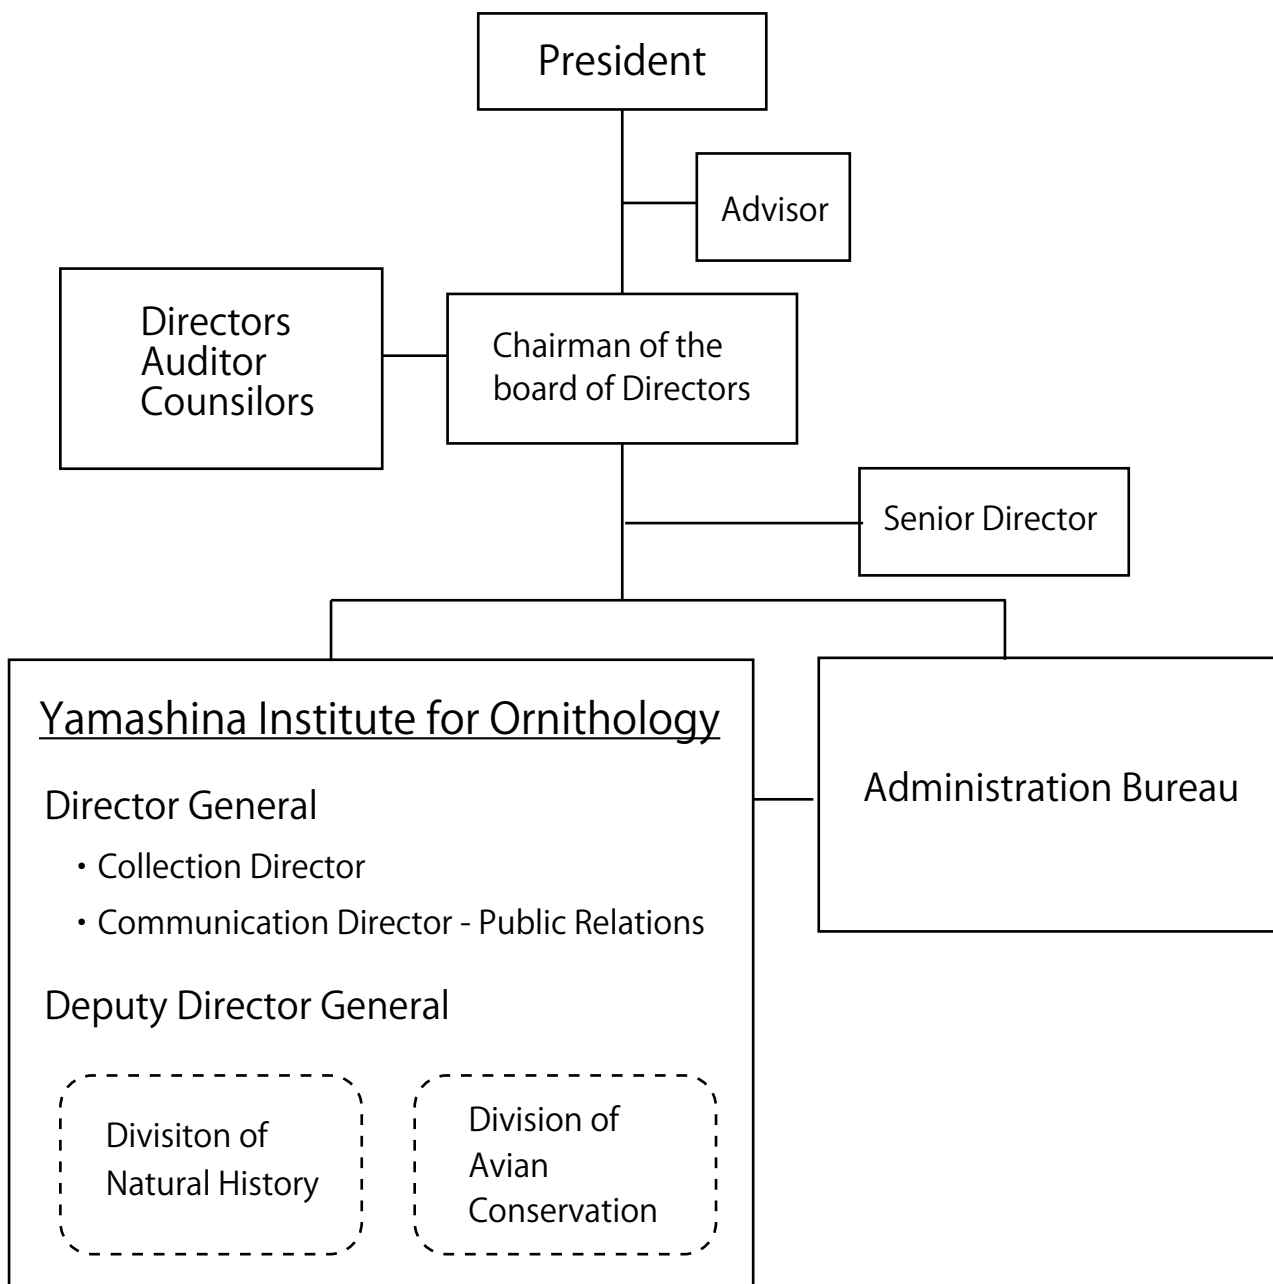 President
Advisor
Directors
Auditor
Counsilors
Chairman of the
board of Directors
Senior Director
Yamashina Institute for Ornithology
Director General
・Collection Director
・Communication Director - Public Relations
Deputy Director General
Divisiton of
Natural History
Division of
Avian
Conservation
Administration Bureau